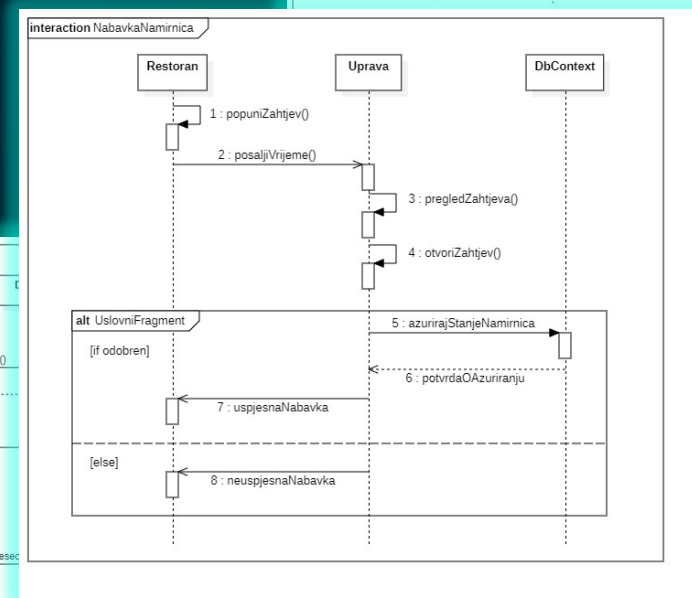 interaction NabavkaNamirnica
Restoran
Uprava
DbContext
1 : popuniZahtjev()
2 : posaljiVrijeme()
3 : pregledZahtjeva()
4 : otvoriZahtjev()
alt UslovniFragment
5 : azurirajStanjeNamirnica
[if odobren]
6 : potvrdaOAzuriranju
7 : uspjesnaNabavka
[else]
8 : neuspjesnaNabavka